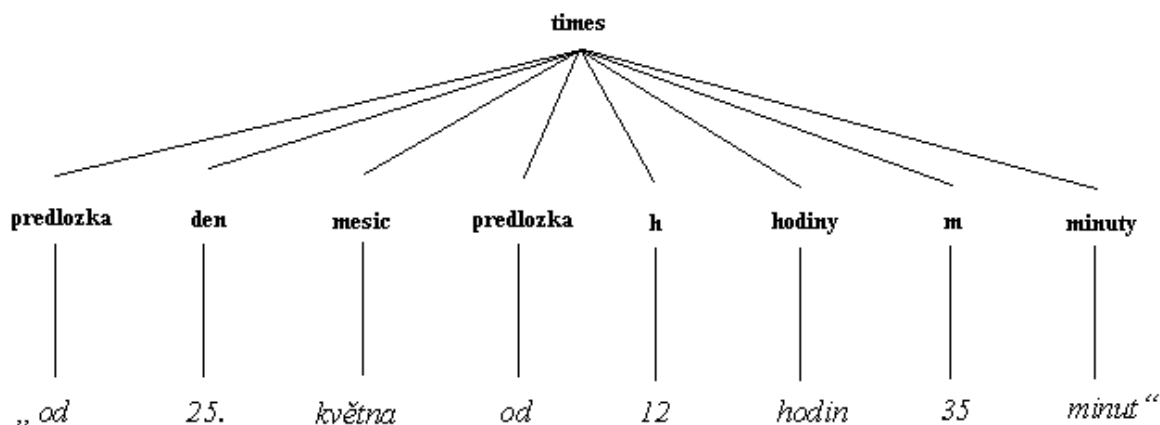 times
predlozka den mesic predlozka h hodiny m minuty
„od 25. května od 12 hodin 35 minut“